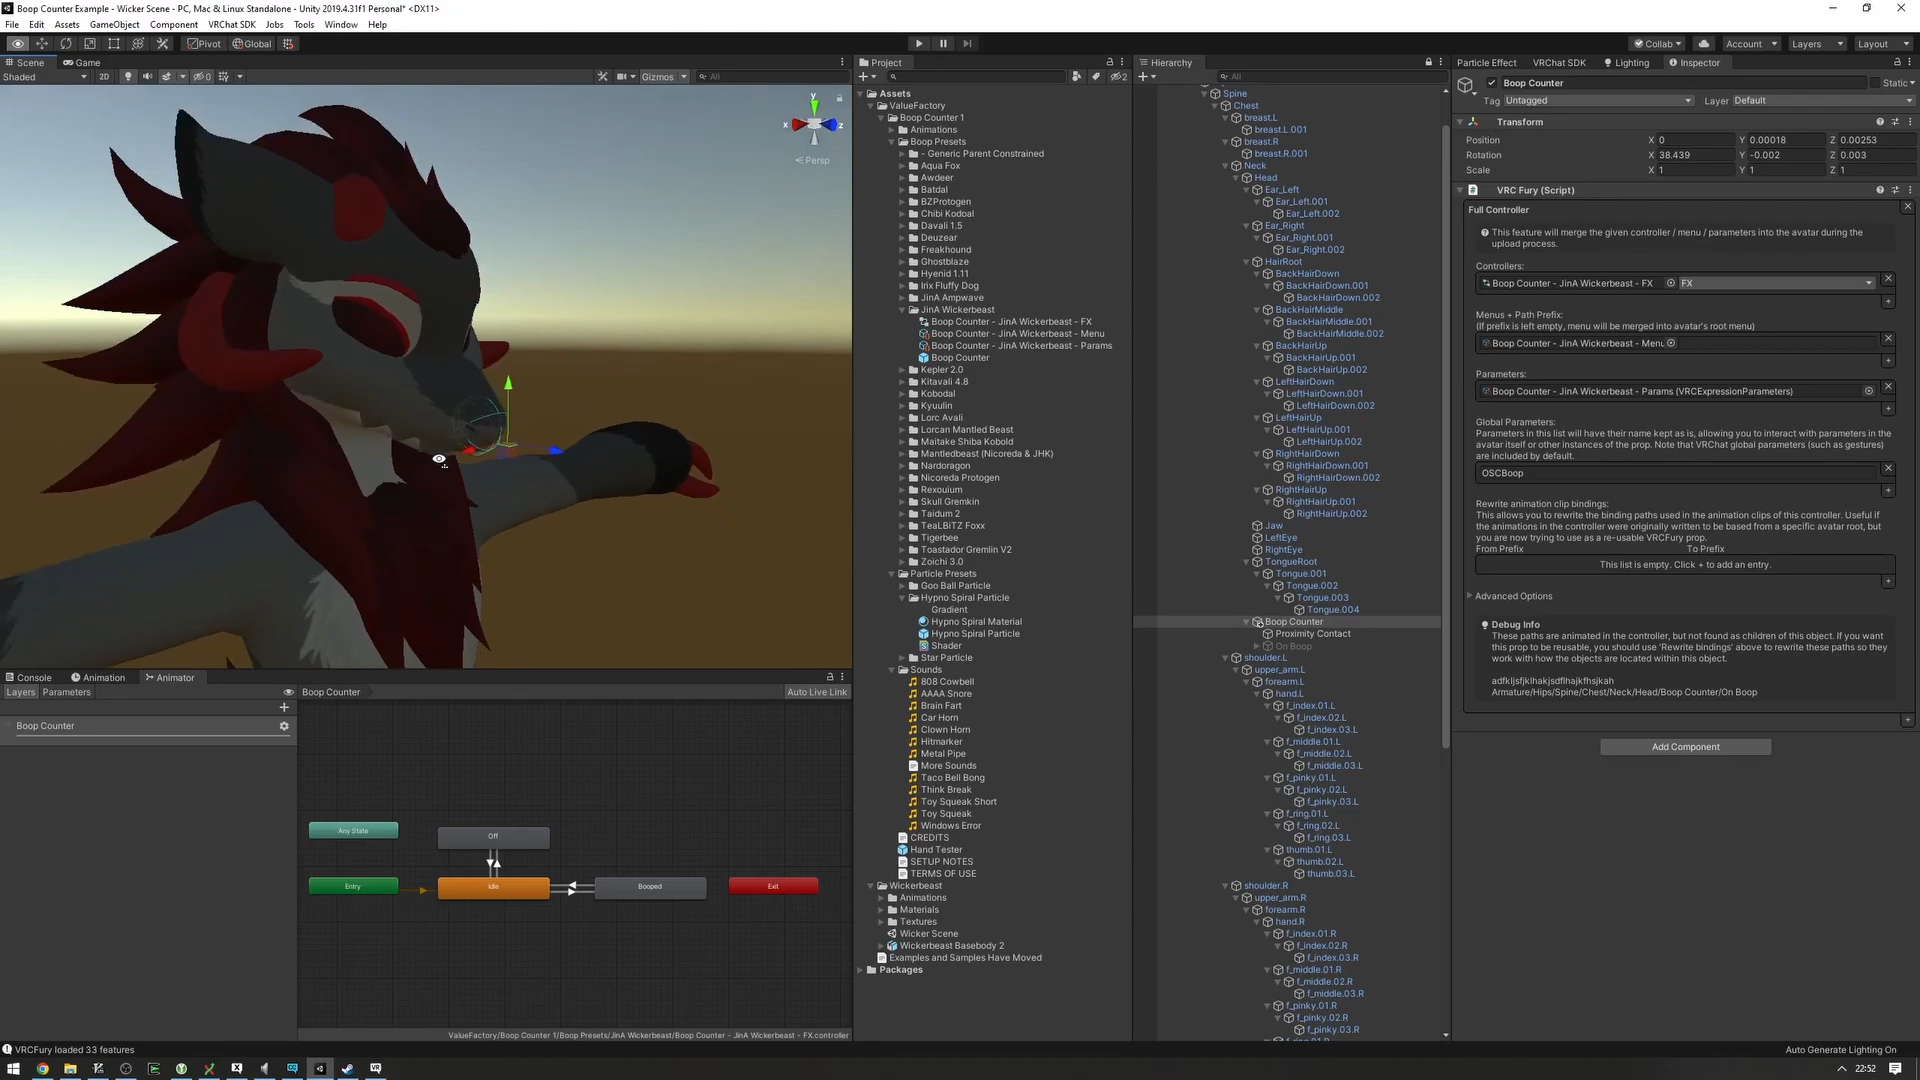 Boop Counter Example - Wicker Scene - PC, Mac & Linux Standalone - Unity 2019.4.31f1 Personal* <DX11>
File Edit Assets GameObject Component VRChat SDK Jobs Tools Window Help
Pivot Global Collab Account Layers Layout
Scene Game
Shaded 2D 0 Gizmos All
y x z
Persp
Console Animation Animator
Layers Parameters Boop Counter Auto Live Link
Boop Counter
Any State
Off
Entry
Idle
Booped
Exit
ValueFactory/Boop Counter 1/Boop Presets/JinA Wickerbeast/Boop Counter - JinA Wickerbeast - FX.controller
Project
2
Assets
ValueFactory
Boop Counter 1
Animations
Boop Presets
- Generic Parent Constrained
Aqua Fox
Awdeer
Batdal
BZProtogen
Chibi Kodoal
Davali 1.5
Deuzear
Freakhound
Ghostblaze
Hyenid 1.11
Irix Fluffy Dog
JinA Ampwave
JinA Wickerbeast
Boop Counter - JinA Wickerbeast - FX
Boop Counter - JinA Wickerbeast - Menu
Boop Counter - JinA Wickerbeast - Params
Boop Counter
Kepler 2.0
Kitavali 4.8
Kobodal
Kyuulin
Lorc Avali
Lorcan Mantled Beast
Maitake Shiba Kobold
Mantledbeast (Nicoreda & JHK)
Nardoragon
Nicoreda Protogen
Rexouium
Skull Gremkin
Taidum 2
TeaLBITZ Foxx
Tigerbee
Toastador Gremlin V2
Zoichi 3.0
Particle Presets
Goo Ball Particle
Hypno Spiral Particle
Gradient
Hypno Spiral Material
Hypno Spiral Particle
Shader
Star Particle
Sounds
808 Cowbell
AAAA Snore
Brain Fart
Car Horn
Clown Horn
Hitmarker
Metal Pipe
More Sounds
Taco Bell Bong
Think Break
Toy Squeak Short
Toy Squeak
Windows Error
CREDITS
Hand Tester
SETUP NOTES
TERMS OF USE
Wickerbeast
Animations
Materials
Textures
Wicker Scene
Wickerbeast Basebody 2
Examples and Samples Have Moved
Packages
Hierarchy
All
Spine
Chest
breast.L
breast.L.001
breast.R
breast.R.001
Neck
Head
Ear_Left
Ear_Left.001
Ear_Left.002
Ear_Right
Ear_Right.001
Ear_Right.002
HairRoot
BackHairDown
BackHairDown.001
BackHairDown.002
BackHairMiddle
BackHairMiddle.001
BackHairMiddle.002
BackHairUp
BackHairUp.001
BackHairUp.002
LeftHairDown
LeftHairDown.001
LeftHairDown.002
LeftHairUp
LeftHairUp.001
LeftHairUp.002
RightHairDown
RightHairDown.001
RightHairDown.002
RightHairUp
RightHairUp.001
RightHairUp.002
Jaw
LeftEye
RightEye
TongueRoot
Tongue.001
Tongue.002
Tongue.003
Tongue.004
Boop Counter
Proximity Contact
On Boop
shoulder.L
upper_arm.L
forearm.L
hand.L
f_index.01.L
f_index.02.L
f_index.03.L
f_middle.01.L
f_middle.02.L
f_middle.03.L
f_pinky.01.L
f_pinky.02.L
f_pinky.03.L
f_ring.01.L
f_ring.02.L
f_ring.03.L
thumb.01.L
thumb.02.L
thumb.03.L
shoulder.R
upper_arm.R
forearm.R
hand.R
f_index.01.R
f_index.02.R
f_index.03.R
f_middle.01.R
f_middle.02.R
f_middle.03.R
f_pinky.01.R
f_pinky.02.R
f_pinky.03.R
Particle Effect VRChat SDK Lighting Inspector
Boop Counter Static
Tag Untagged Layer Default
Transform
Position X 0 Y 0.00018 Z 0.00253
Rotation X 38.439 Y -0.002 Z 0.003
Scale X 1 Y 1 Z 1
VRC Fury (Script)
Full Controller
This feature will merge the given controller / menu / parameters into the avatar during the
upload process.
Controllers:
Boop Counter - JinA Wickerbeast - FX FX
Menus + Path Prefix:
(If prefix is left empty, menu will be merged into avatar's root menu)
Boop Counter - JinA Wickerbeast - Menu
Parameters:
Boop Counter - JinA Wickerbeast - Params (VRCExpressionParameters)
Global Parameters:
Parameters in this list will have their name kept as is, allowing you to interact with parameters in the
avatar itself or other instances of the prop. Note that VRChat global parameters (such as gestures)
are included by default.
OSCBoop
Rewrite animation clip bindings:
This allows you to rewrite the binding paths used in the animation clips of this controller. Useful if
the animations in the controller were originally written to be based from a specific avatar root, but
you are now trying to use as a re-usable VRCFury prop.
From Prefix To Prefix
This list is empty. Click + to add an entry.
Advanced Options
Debug Info
These paths are animated in the controller, but not found as children of this object. If you want
this prop to be reusable, you should use 'Rewrite bindings' above to rewrite these paths so they
work with how the objects are located within this object.
adfkljsfjklhakjsdflhajkfhsjkah
Armature/Hips/Spine/Chest/Neck/Head/Boop Counter/On Boop
Add Component
VRCFury loaded 33 features
Auto Generate Lighting On
22:52